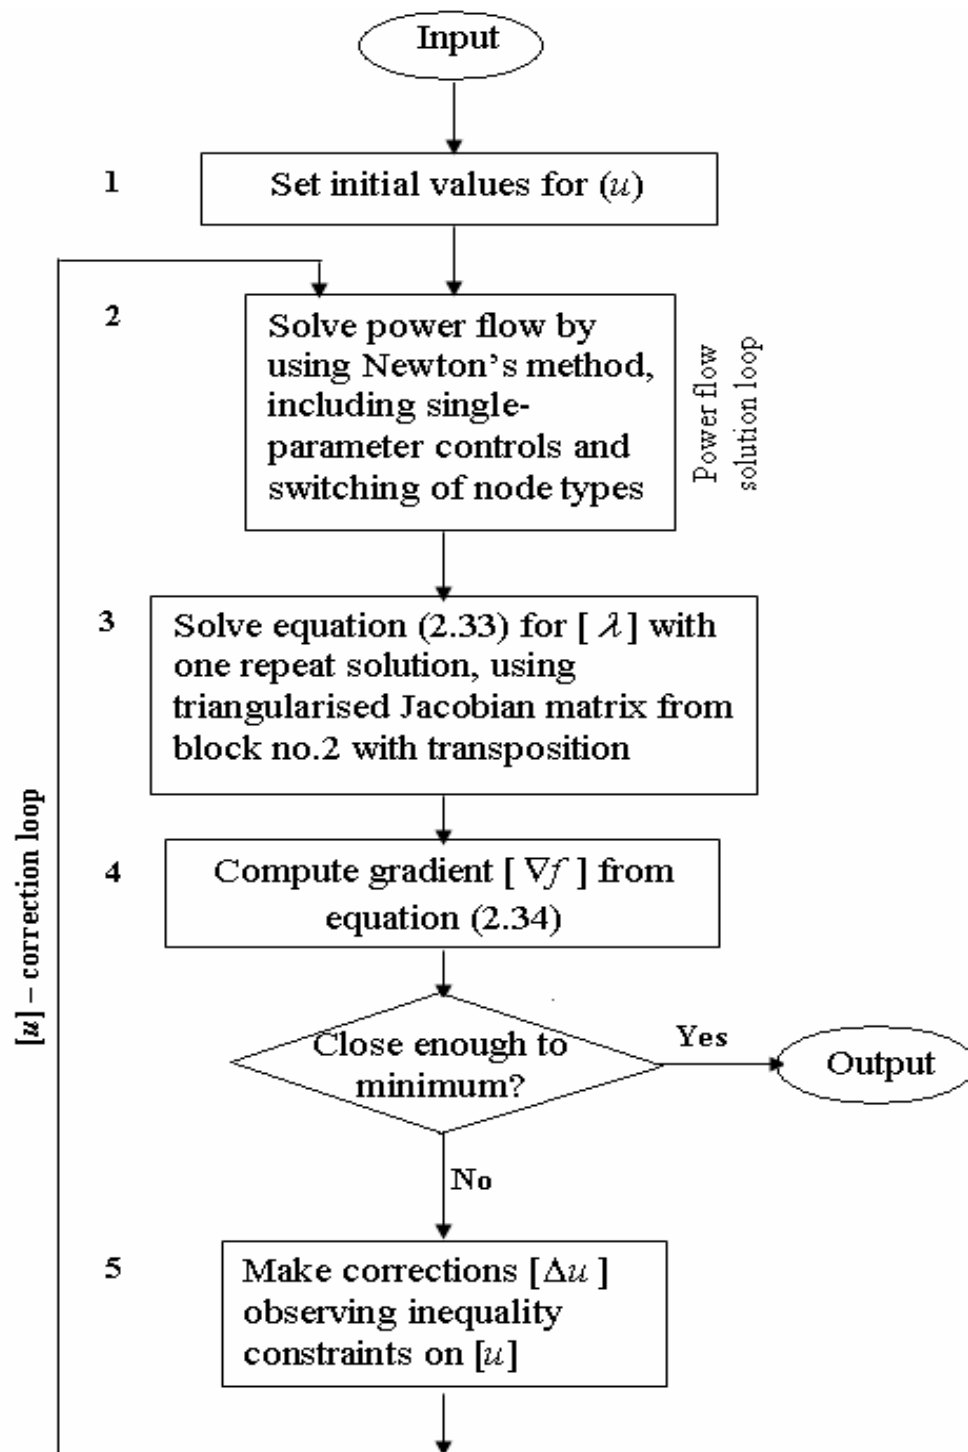 Input
1
Set initial values for (u)
2
Solve power flow by
using Newton's method,
including single-
parameter controls and
switching of node types
Power flow
solution loop
3
Solve equation (2.33) for [ λ ] with
one repeat solution, using
triangularised Jacobian matrix from
block no.2 with transposition
[u] – correction loop
4
Compute gradient [ ∇f ] from
equation (2.34)
Close enough to
minimum?
Yes
Output
No
5
Make corrections [Δu ]
observing inequality
constraints on [u]